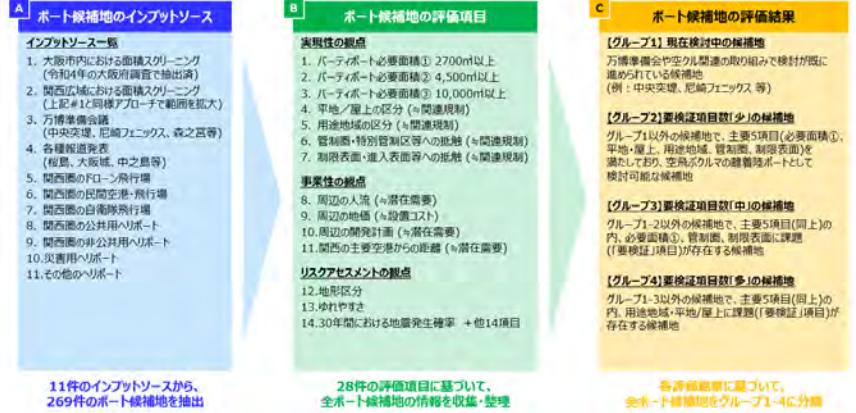 A ポート候補地のインプットソース
インプットソース一覧
1. 大阪市内における面積スクリーニング
(令和4年の大阪府調査で抽出済)
2. 関西広域における面積スクリーニング
(上記#1と同様アプローチで範囲を拡大)
3. 万博準備会議
(中央突堤、尼崎フェニックス、森之宮等)
4. 各種報道発表
(桜島、大阪城、中之島等)
5. 関西圏のドローン飛行場
6. 関西圏の民間空港・飛行場
7. 関西圏の自衛隊飛行場
8. 関西圏の公共用ヘリポート
9. 関西圏の非公共用ヘリポート
10.災害用ヘリポート
11.その他のヘリポート
11件のインプットソースから、
269件のポート候補地を抽出
B ポート候補地の評価項目
実現性の観点
1. バーティポート必要面積① 2700㎡以上
2. バーティポート必要面積② 4,500㎡以上
3. バーティポート必要面積③ 10,000㎡以上
4. 平地/屋上の区分 (≒関連規制)
5. 用途地域の区分 (≒関連規制)
6. 管制圏・特別管制区等への抵触 (≒関連規制)
7. 制限表面・進入表面等への抵触 (≒関連規制)
事業性の観点
8. 周辺の人流 (≒潜在需要)
9. 周辺の地価 (≒設置コスト)
10.周辺の開発計画 (≒潜在需要)
11.関西の主要空港からの距離 (≒潜在需要)
リスクアセスメントの観点
12.地形区分
13.ゆれやすさ
14.30年間における地震発生確率 +他14項目
28件の評価項目に基づいて、
全ポート候補地の情報を収集・整理
C ポート候補地の評価結果
【グループ1】 現在検討中の候補地
万博準備会や空クル関連の取り組みで検討が既に
進められている候補地
(例:中央突堤、尼崎フェニックス 等)
【グループ2】要検証項目数「少」の候補地
グループ1以外の候補地で、主要5項目(必要面積①、
平地・屋上、用途地域、管制圏、制限表面)を
満たしており、空飛ぶクルマの離着陸ポートとして
検討可能な候補地
【グループ3】要検証項目数「中」の候補地
グループ1-2以外の候補地で、主要5項目(同上)の
内、必要面積①、管制圏、制限表面に課題
(「要検証」項目)が存在する候補地
【グループ4】要検証項目数「多」の候補地
グループ1-3以外の候補地で、主要5項目(同上)の
内、用途地域・平地/屋上に課題(「要検証」項目)が
存在する候補地
各評価結果に基づいて、
全ポート候補地をグループ1-4に分類